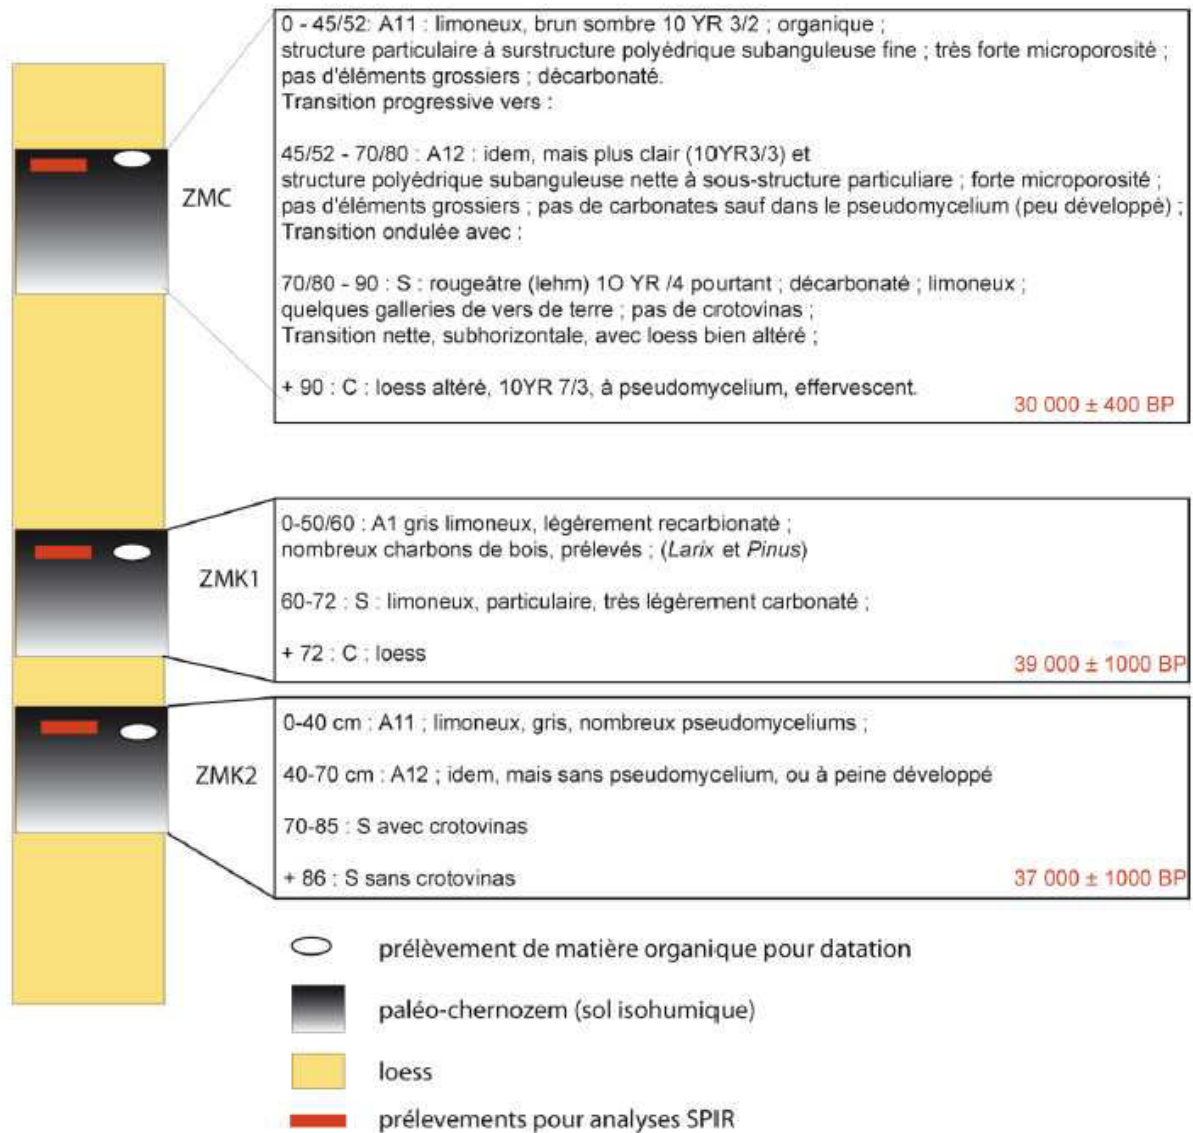 0 - 45/52: A11 : limoneux, brun sombre 10 YR 3/2 ; organique ;
structure particulaire à surstructure polyédrique subanguleuse fine ; très forte microporosité ;
pas d'éléments grossiers ; décarbonaté.
Transition progressive vers :
45/52 - 70/80 : A12 : idem, mais plus clair (10YR3/3) et
structure polyédrique subanguleuse nette à sous-structure particuliare ; forte microporosité ;
pas d'éléments grossiers ; pas de carbonates sauf dans le pseudomycelium (peu développé) ;
Transition ondulée avec :
70/80 - 90 : S : rougeâtre (lehm) 1O YR /4 pourtant ; décarbonaté ; limoneux ;
quelques galleries de vers de terre ; pas de crotovinas ;
Transition nette, subhorizontale, avec loess bien altéré ;
+ 90 : C : loess altéré, 10YR 7/3, à pseudomycelium, effervescent.
30 000 ± 400 BP
ZMC
0-50/60 : A1 gris limoneux, légèrement recarbionaté ;
nombreux charbons de bois, prélevés ; (Larix et Pinus)
60-72 : S : limoneux, particulaire, très légèrement carbonaté ;
+ 72 : C : loess
39 000 ± 1000 BP
ZMK1
0-40 cm : A11 ; limoneux, gris, nombreux pseudomyceliums ;
40-70 cm : A12 ; idem, mais sans pseudomycelium, ou à peine développé
70-85 : S avec crotovinas
+ 86 : S sans crotovinas
37 000 ± 1000 BP
ZMK2
prélèvement de matière organique pour datation
paléo-chernozem (sol isohumique)
loess
prélevements pour analyses SPIR